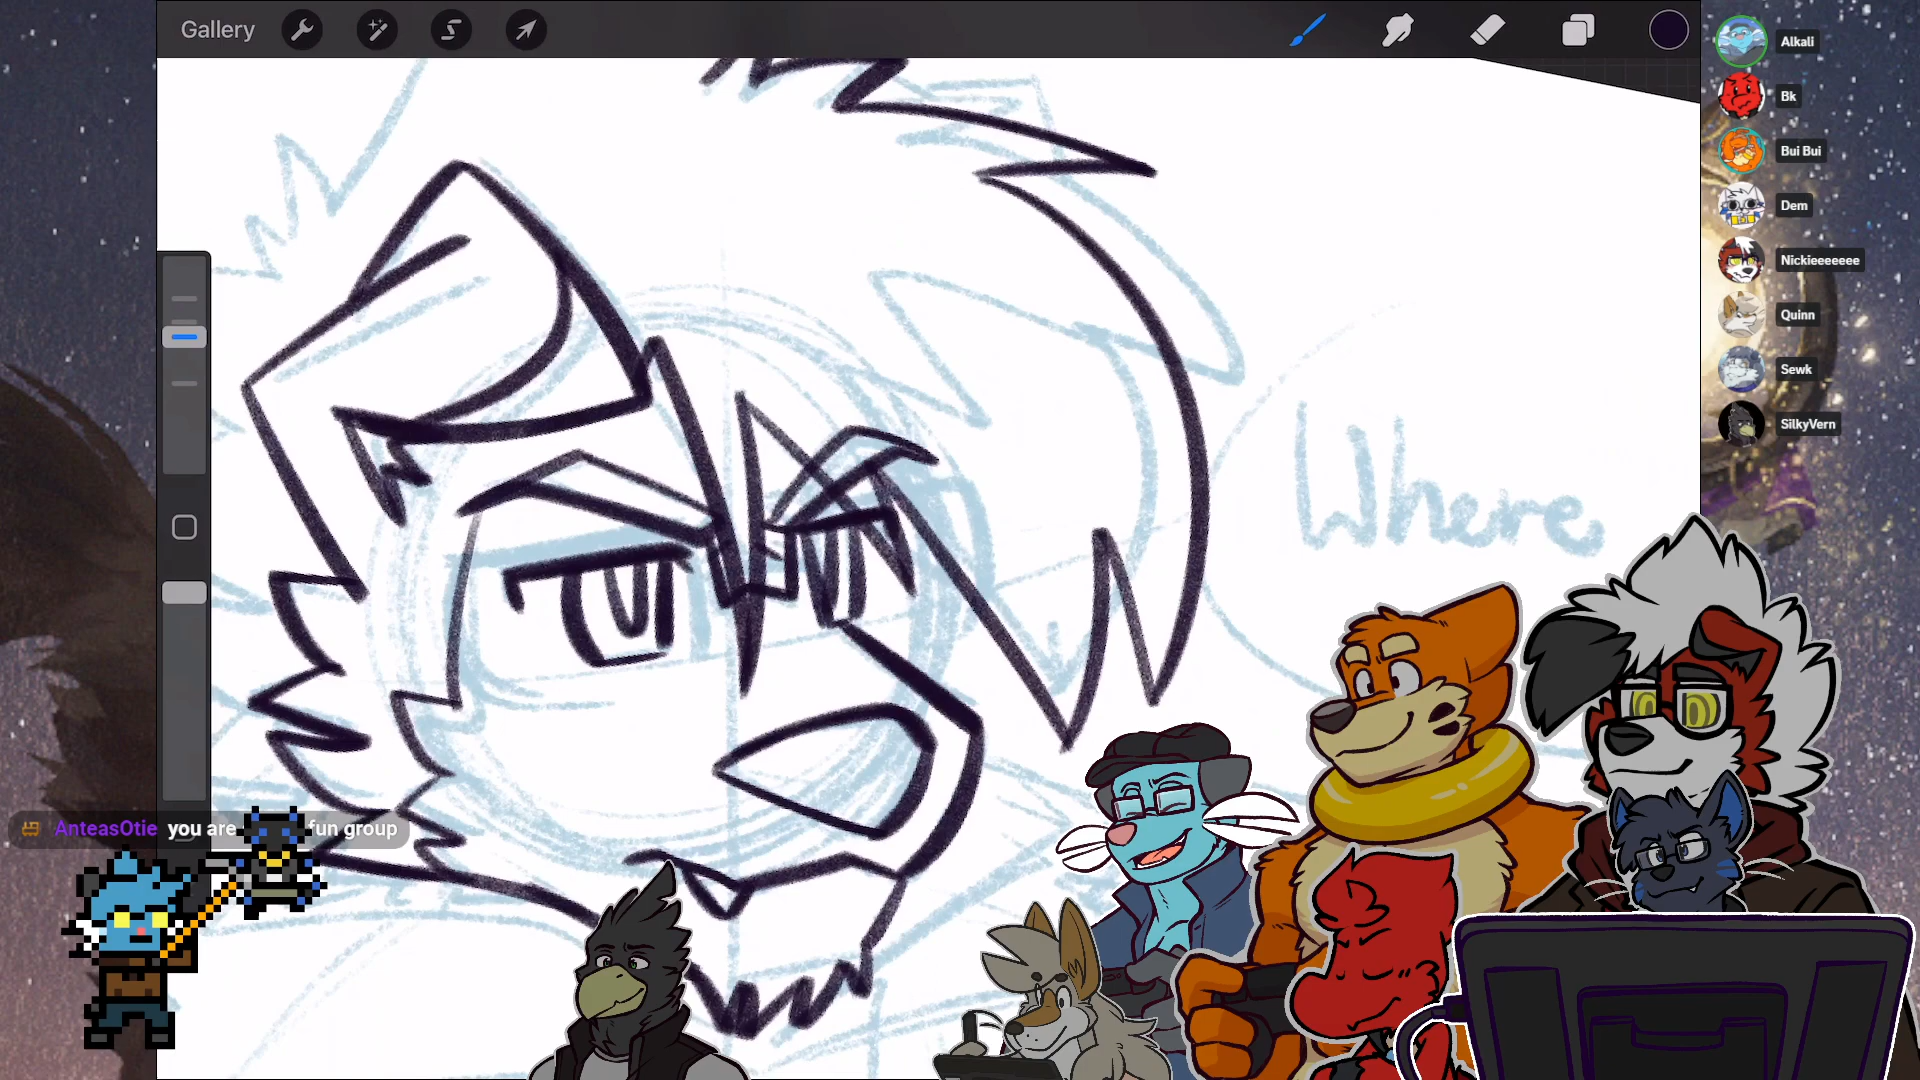 Gallery
Alkali
Bk
Bui Bui
Dem
Nickieeeeeee
Quinn
Sewk
SilkyVern
Where
AnteasOtie you are fun group